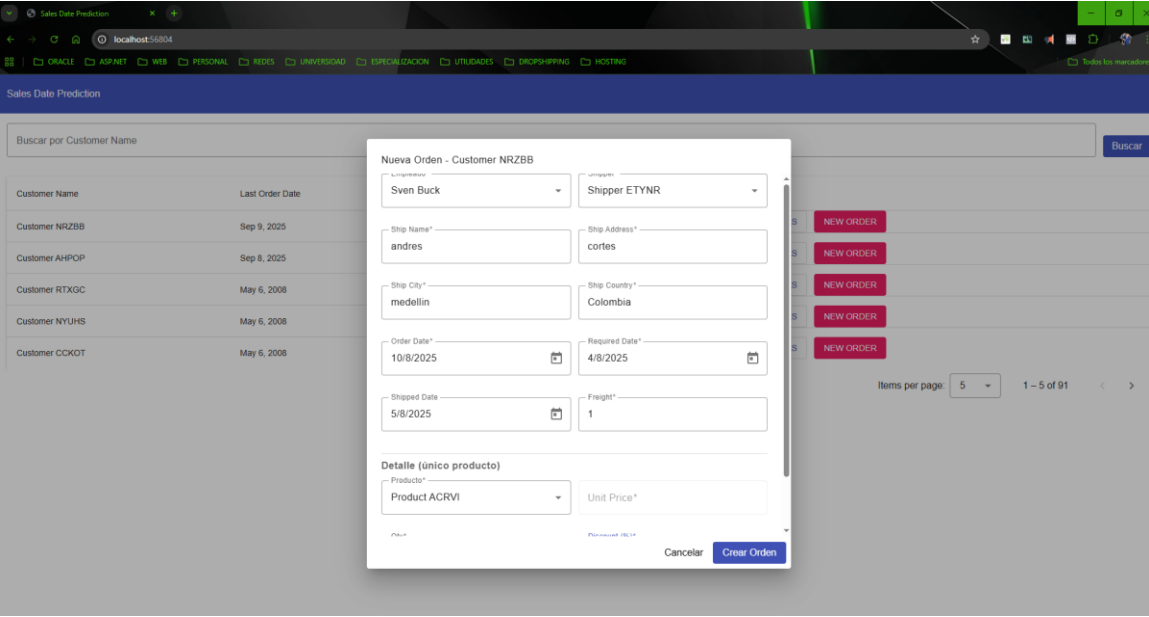 Sales Date Prediction
localhost:56804
ORACLE ASP.NET WEB PERSONAL REDES UNIVERSIDAD ESPECIALIZACION UTILIDADES DROPSHIPPING HOSTING Todos los marcadores
Sales Date Prediction
Buscar por Customer Name
Buscar
Customer Name Last Order Date
Customer NRZBB Sep 9, 2025 S NEW ORDER
Customer AHPOP Sep 8, 2025 S NEW ORDER
Customer RTXGC May 6, 2008 S NEW ORDER
Customer NYUHS May 6, 2008 S NEW ORDER
Customer CCKOT May 6, 2008 S NEW ORDER
Items per page: 5 1 – 5 of 91
Nueva Orden - Customer NRZBB
Empleado Shipper
Sven Buck Shipper ETYNR
Ship Name* Ship Address*
andres cortes
Ship City* Ship Country*
medellin Colombia
Order Date* Required Date*
10/8/2025 4/8/2025
Shipped Date Freight*
5/8/2025 1
Detalle (único producto)
Producto*
Product ACRVI Unit Price*
Qty* Discount (%)*
Cancelar Crear Orden